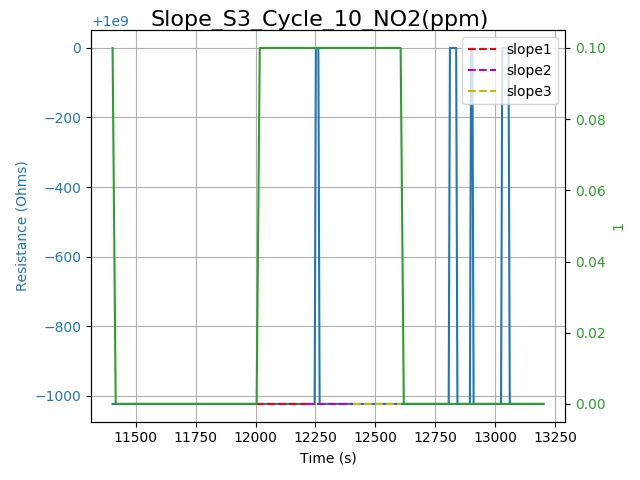 Slope_S3_Cycle_10_NO2(ppm)
+1e9
slope1
slope2
slope3
0
−200
−400
−600
−800
−1000
Resistance (Ohms)
0.10
0.08
0.06
0.04
0.02
0.00
1
11500 11750 12000 12250 12500 12750 13000 13250
Time (s)